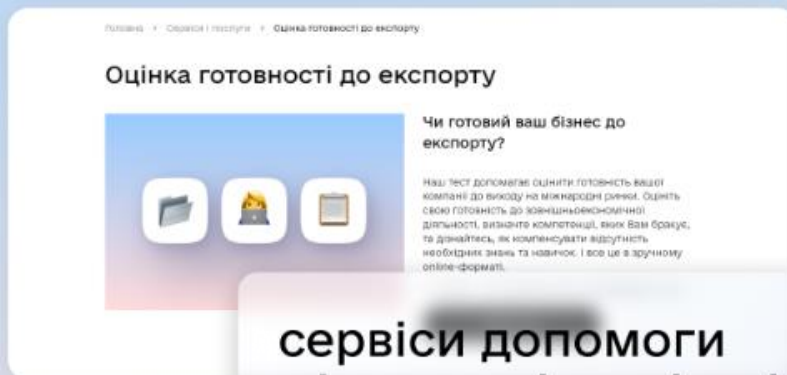 Головна › Сервіси і послуги › Оцінка готовності до експорту
Оцінка готовності до експорту
Чи готовий ваш бізнес до
експорту?
Наш тест допомагає оцінити готовність вашої
компанії до виходу на міжнародні ринки. Оцініть
свою готовність до зовнішньоекономічної
діяльності, визначте компетенції, яких Вам бракує,
та дізнайтесь, як компенсувати відсутність
необхідних знань та навичок. І все це в зручному
online-форматі.
сервіси допомоги